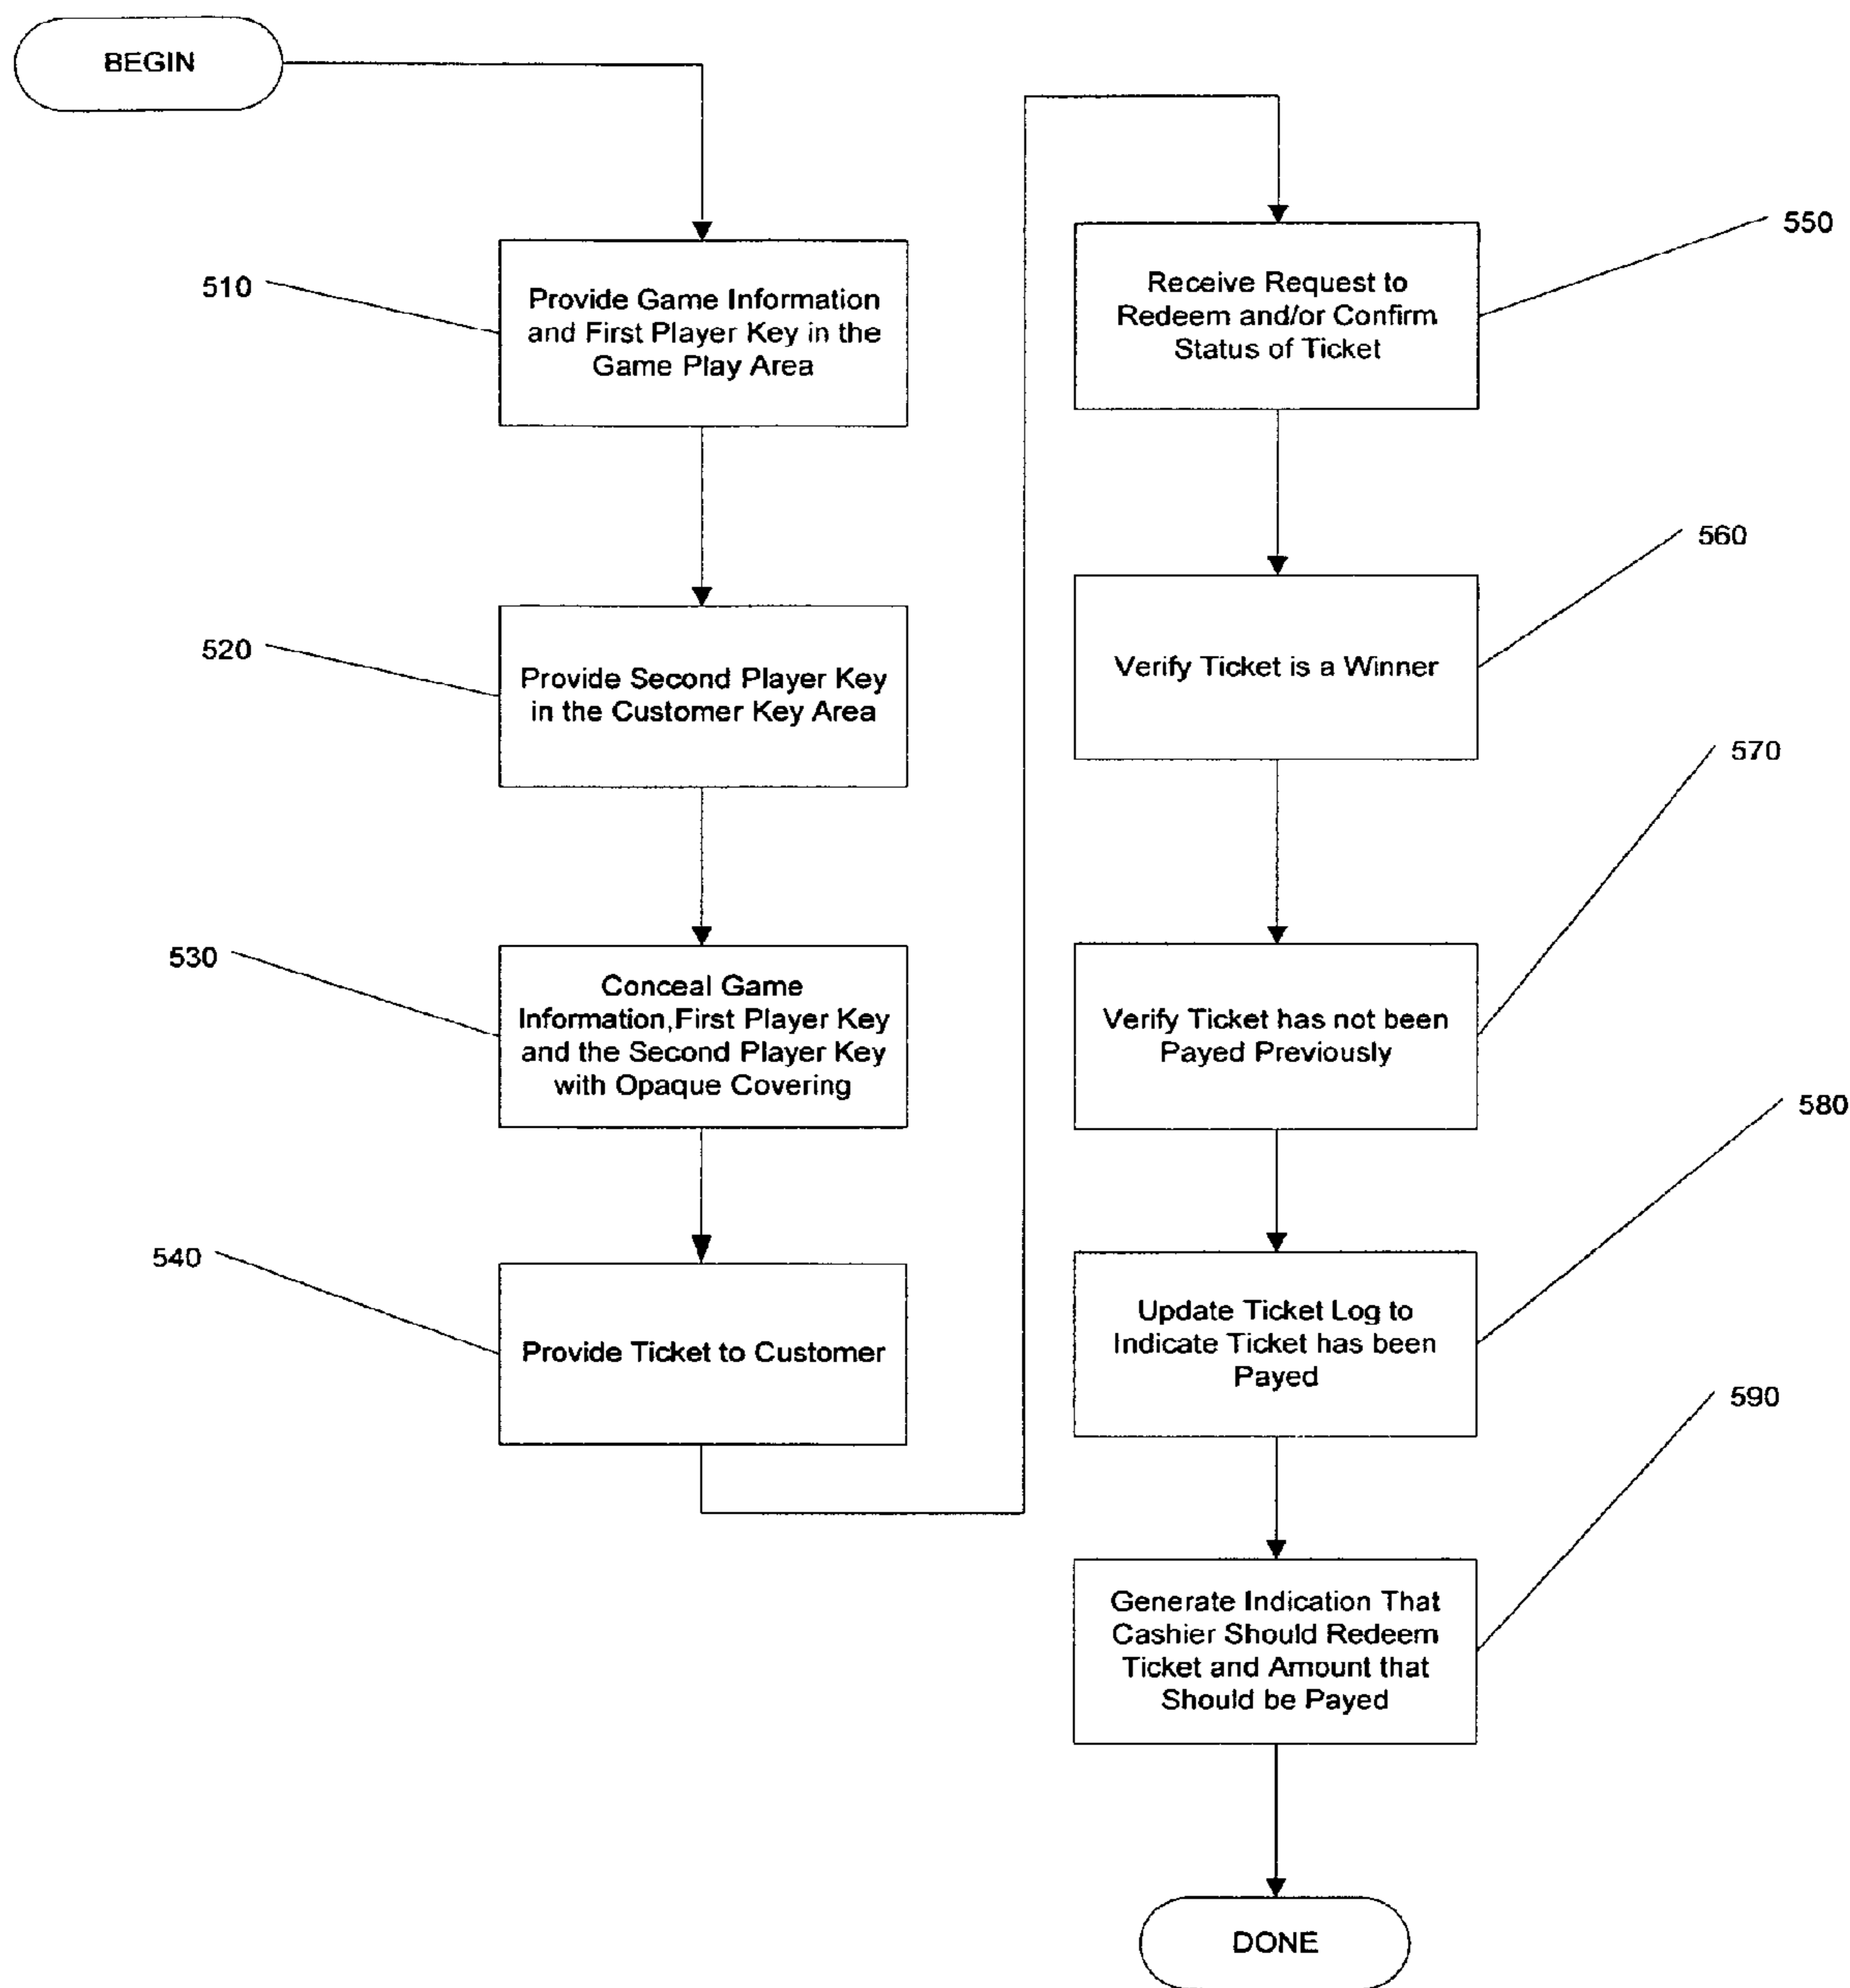 BEGIN
510
Provide Game Information
and First Player Key in the
Game Play Area
520
Provide Second Player Key
in the Customer Key Area
530
Conceal Game
Information,First Player Key
and the Second Player Key
with Opaque Covering
540
Provide Ticket to Customer
550
Receive Request to
Redeem and/or Confirm
Status of Ticket
560
Verify Ticket is a Winner
570
Verify Ticket has not been
Payed Previously
580
Update Ticket Log to
Indicate Ticket has been
Payed
590
Generate Indication That
Cashier Should Redeem
Ticket and Amount that
Should be Payed
DONE